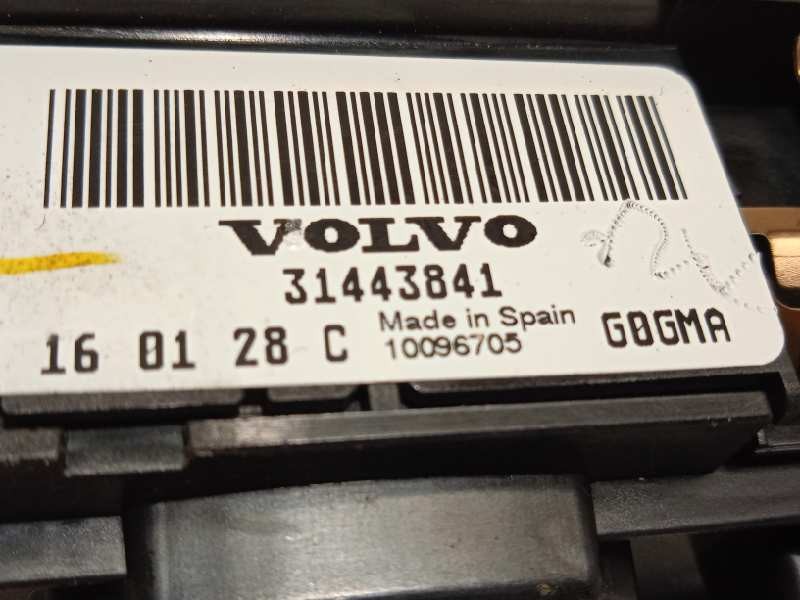 VOLVO
31443841
16 01 28 C Made in Spain G0GMA
10096705